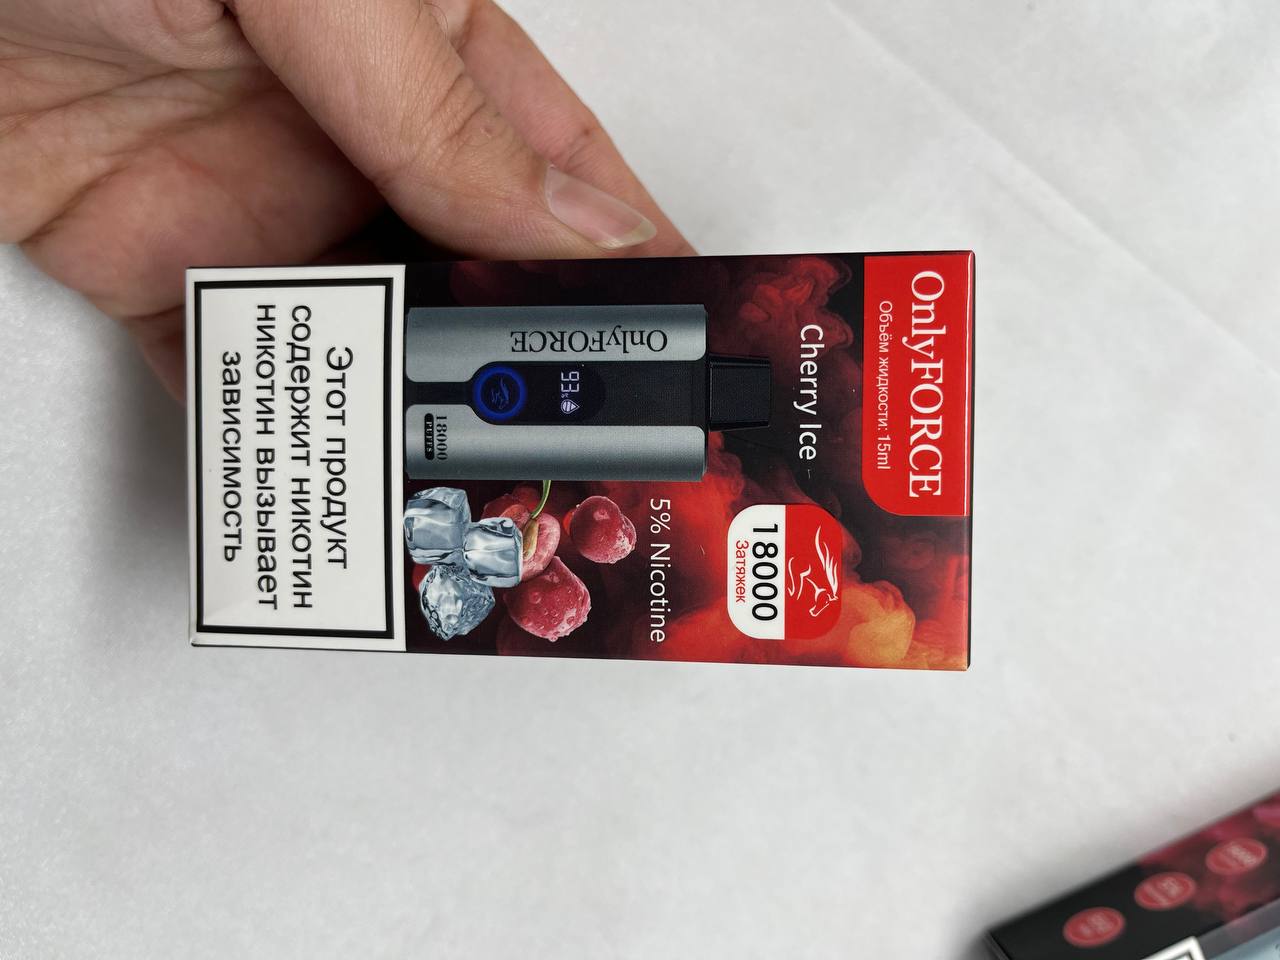 OnlyFORCE
Объём жидкости: 15ml
Cherry Ice
18000
Затяжек
5% Nicotine
OnlyFORCE
93%
18000
PUFFS
Этот продукт
содержит никотин
никотин вызывает
зависимость